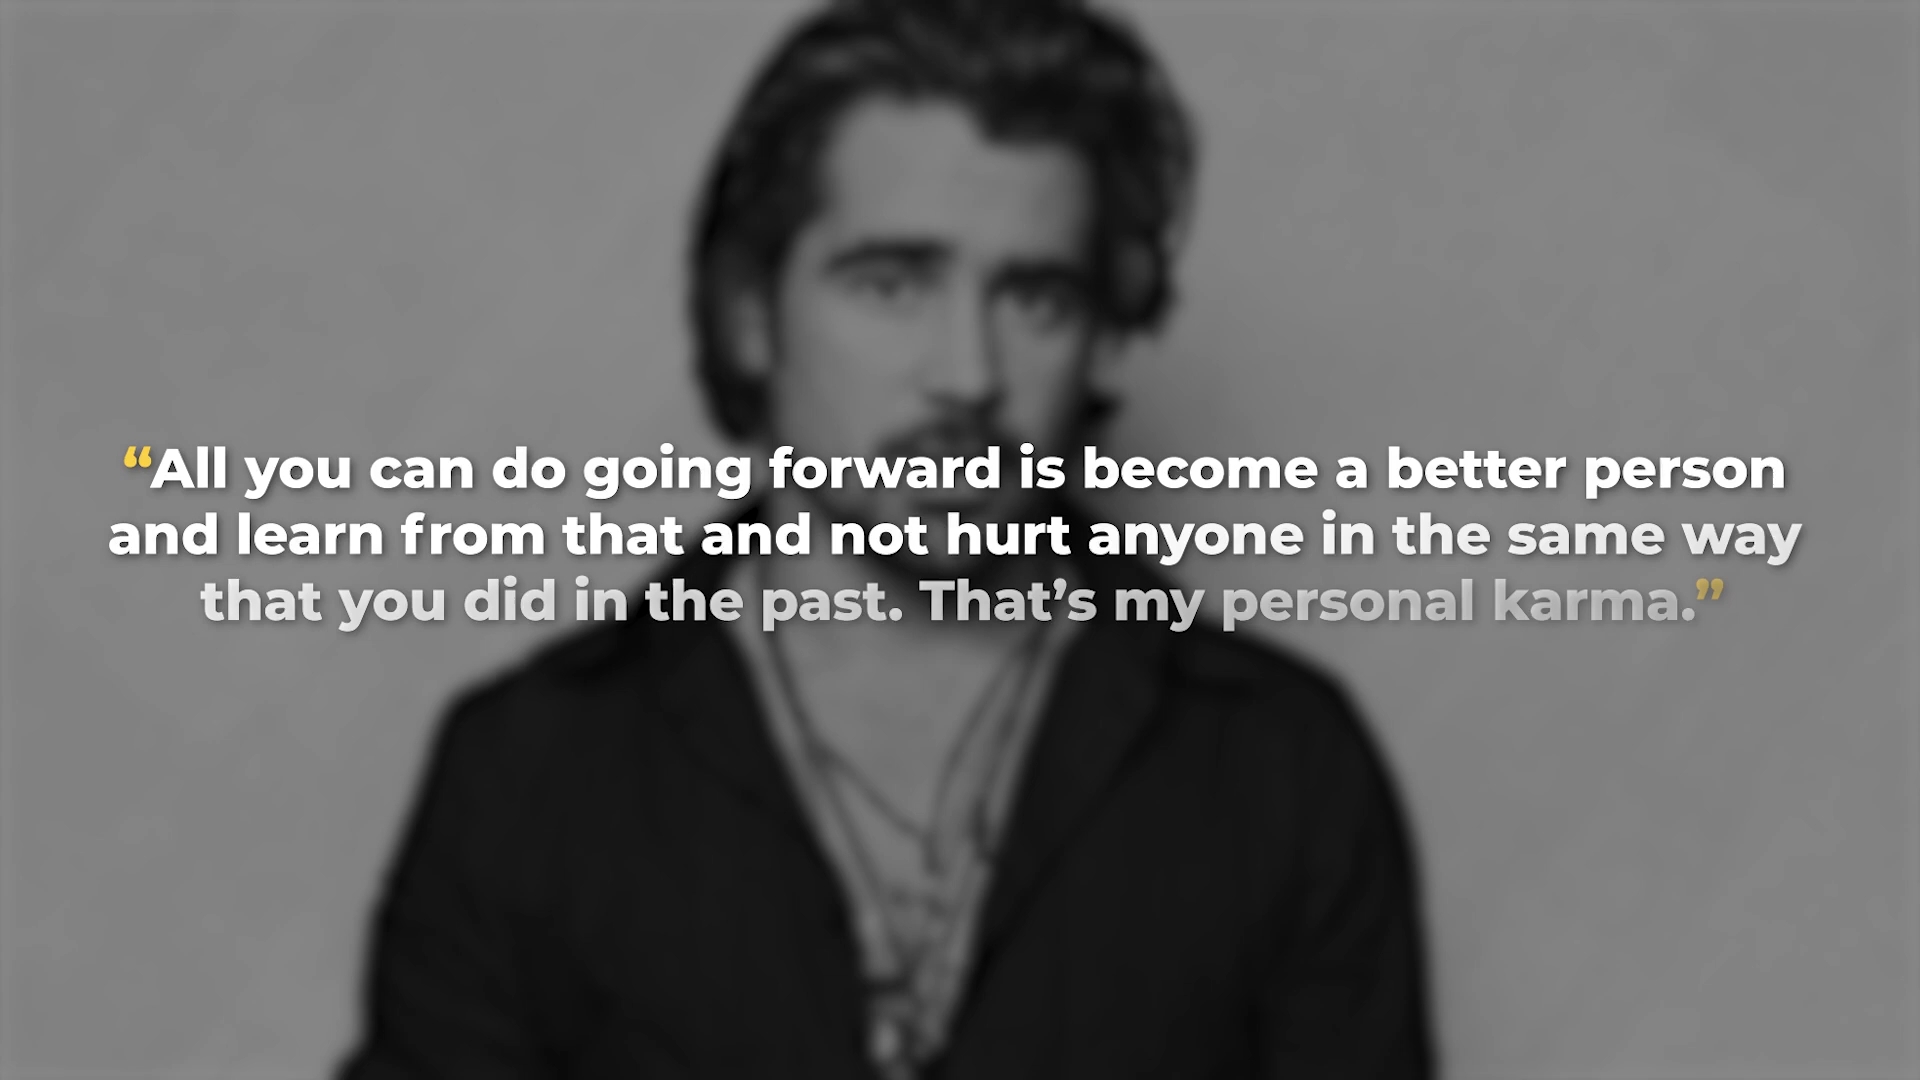 “All you can do going forward is become a better person
and learn from that and not hurt anyone in the same way
that you did in the past. That’s my personal karma.”